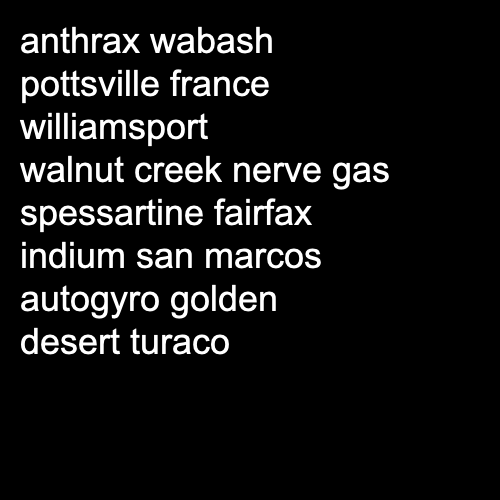 anthrax wabash
pottsville france
williamsport
walnut creek nerve gas
spessartine fairfax
indium san marcos
autogyro golden
desert turaco